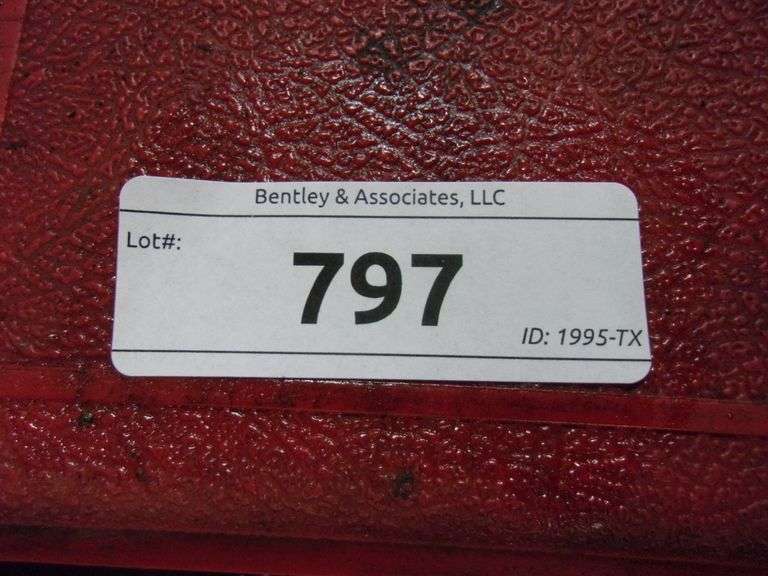 Bentley & Associates, LLC
Lot#:
797
ID: 1995-TX